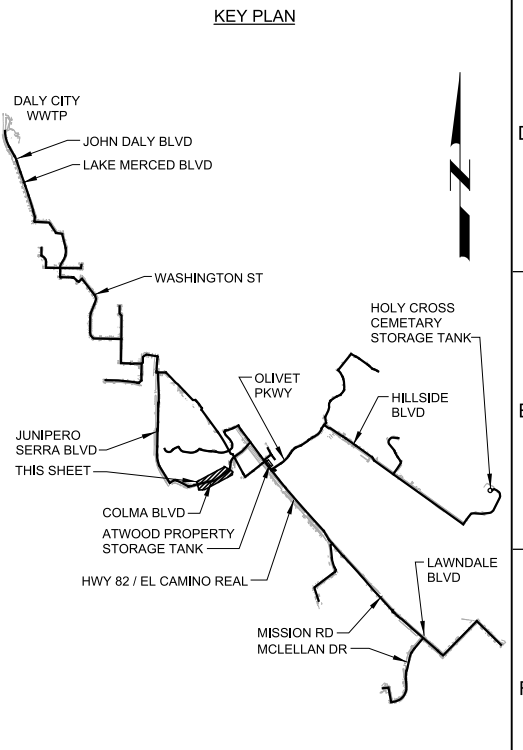 KEY PLAN
DALY CITY
WWTP
JOHN DALY BLVD
LAKE MERCED BLVD
WASHINGTON ST
HOLY CROSS
CEMETARY
STORAGE TANK
OLIVET
PKWY
HILLSIDE
BLVD
JUNIPERO
SERRA BLVD
THIS SHEET
COLMA BLVD
ATWOOD PROPERTY
STORAGE TANK
HWY 82 / EL CAMINO REAL
LAWNDALE
BLVD
MISSION RD
MCLELLAN DR
N